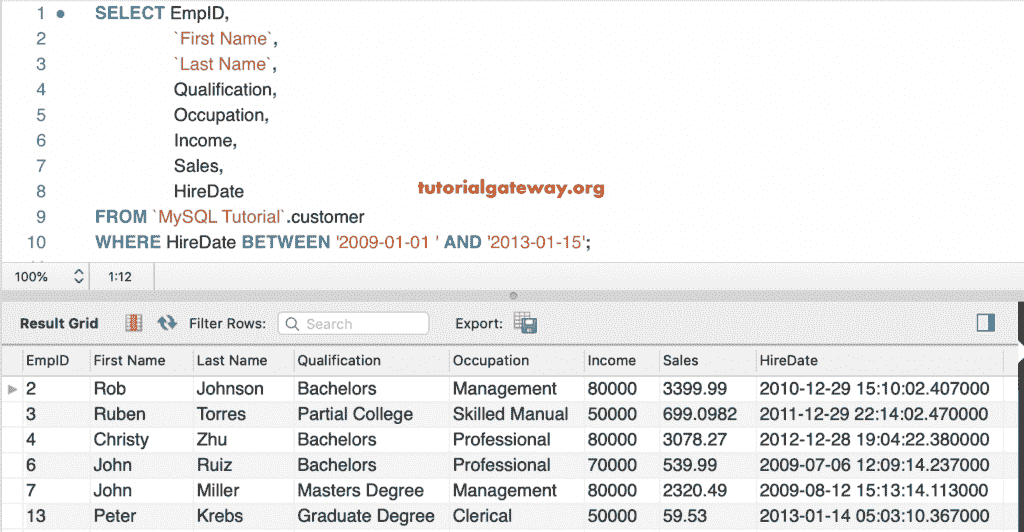 1 SELECT EmpID,
2 `First Name`,
3 `Last Name`,
4 Qualification,
5 Occupation,
6 Income,
7 Sales,
8 HireDate
tutorialgateway.org
9 FROM `MySQL Tutorial`.customer
10 WHERE HireDate BETWEEN '2009-01-01 ' AND '2013-01-15';
100% 1:12
Result Grid Filter Rows: Search Export:
EmpID First Name Last Name Qualification Occupation Income Sales HireDate
2 Rob Johnson Bachelors Management 80000 3399.99 2010-12-29 15:10:02.407000
3 Ruben Torres Partial College Skilled Manual 50000 699.0982 2011-12-29 22:14:02.470000
4 Christy Zhu Bachelors Professional 80000 3078.27 2012-12-28 19:04:22.380000
6 John Ruiz Bachelors Professional 70000 539.99 2009-07-06 12:09:14.237000
7 John Miller Masters Degree Management 80000 2320.49 2009-08-12 15:13:14.113000
13 Peter Krebs Graduate Degree Clerical 50000 59.53 2013-01-14 05:03:10.367000